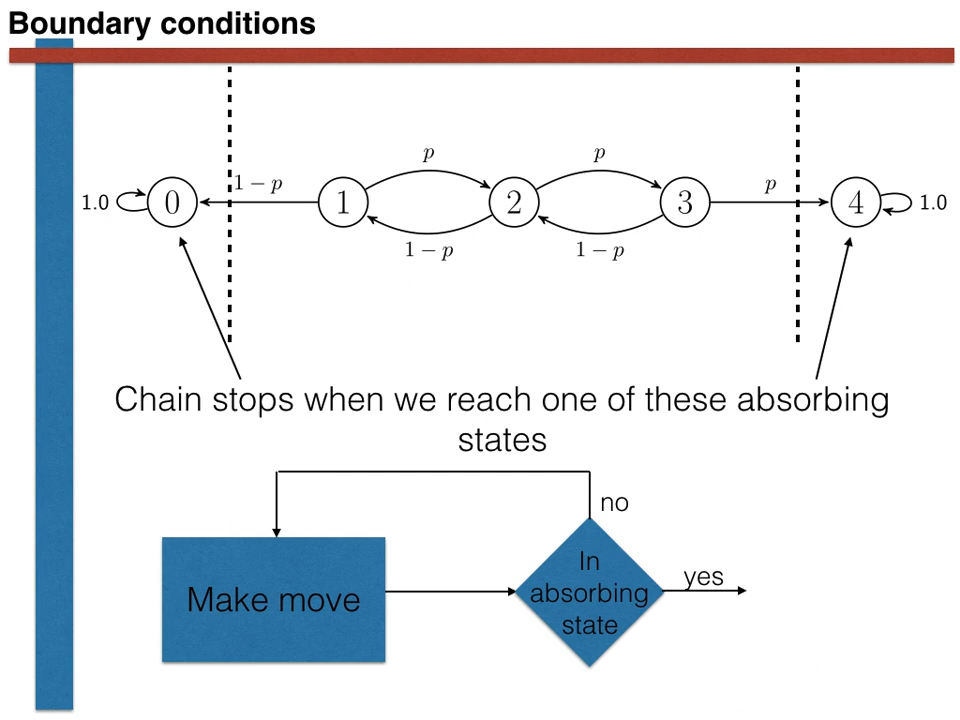 Boundary conditions
p p
1.0 0 1 − p 1 2 3 p 4 1.0
1 − p 1 − p
Chain stops when we reach one of these absorbing
states
no
Make move
In
absorbing
state
yes